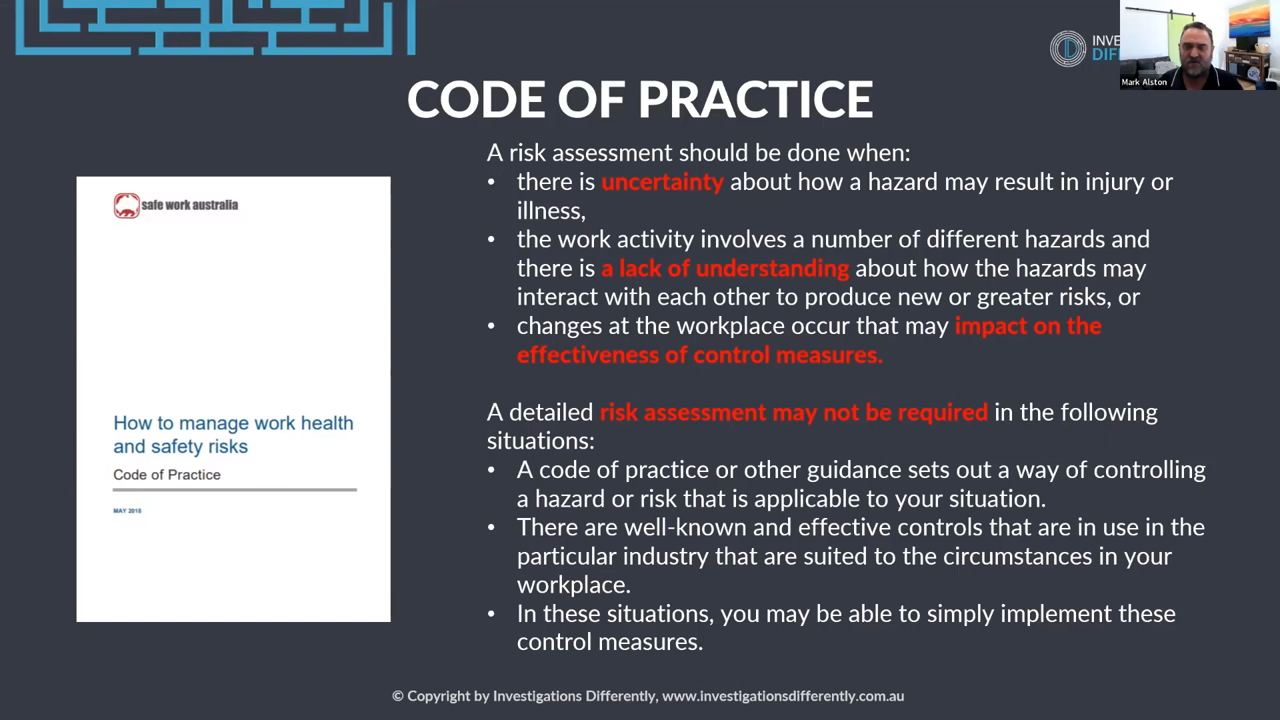 INVE
DIF
Mark Alston
CODE OF PRACTICE
A risk assessment should be done when:
• there is uncertainty about how a hazard may result in injury or
illness,
• the work activity involves a number of different hazards and
there is a lack of understanding about how the hazards may
interact with each other to produce new or greater risks, or
• changes at the workplace occur that may impact on the
effectiveness of control measures.
A detailed risk assessment may not be required in the following
situations:
• A code of practice or other guidance sets out a way of controlling
a hazard or risk that is applicable to your situation.
• There are well-known and effective controls that are in use in the
particular industry that are suited to the circumstances in your
workplace.
• In these situations, you may be able to simply implement these
control measures.
safe work australia
How to manage work health
and safety risks
Code of Practice
MAY 2018
© Copyright by Investigations Differently, www.investigationsdifferently.com.au